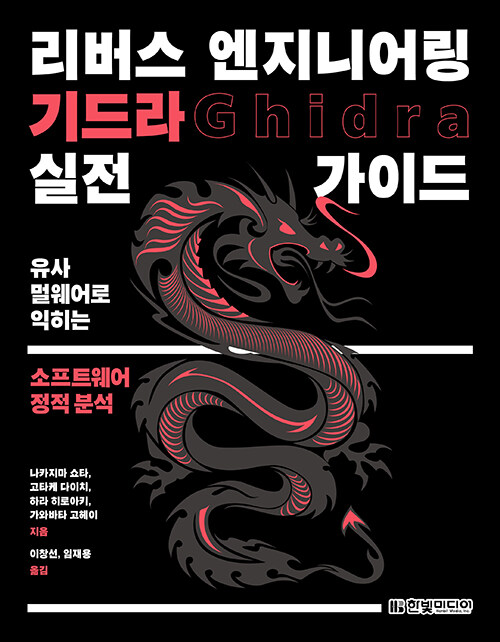 리버스 엔지니어링
기드라 Ghidra
실전 가이드
유사
멀웨어로
익히는
소프트웨어
정적 분석
나카지마 쇼타,
고타케 다이치,
하라 히로아키,
가와바타 고헤이
지음
이창선, 임재용
옮김
한빛미디어
Hanbit Media, Inc.